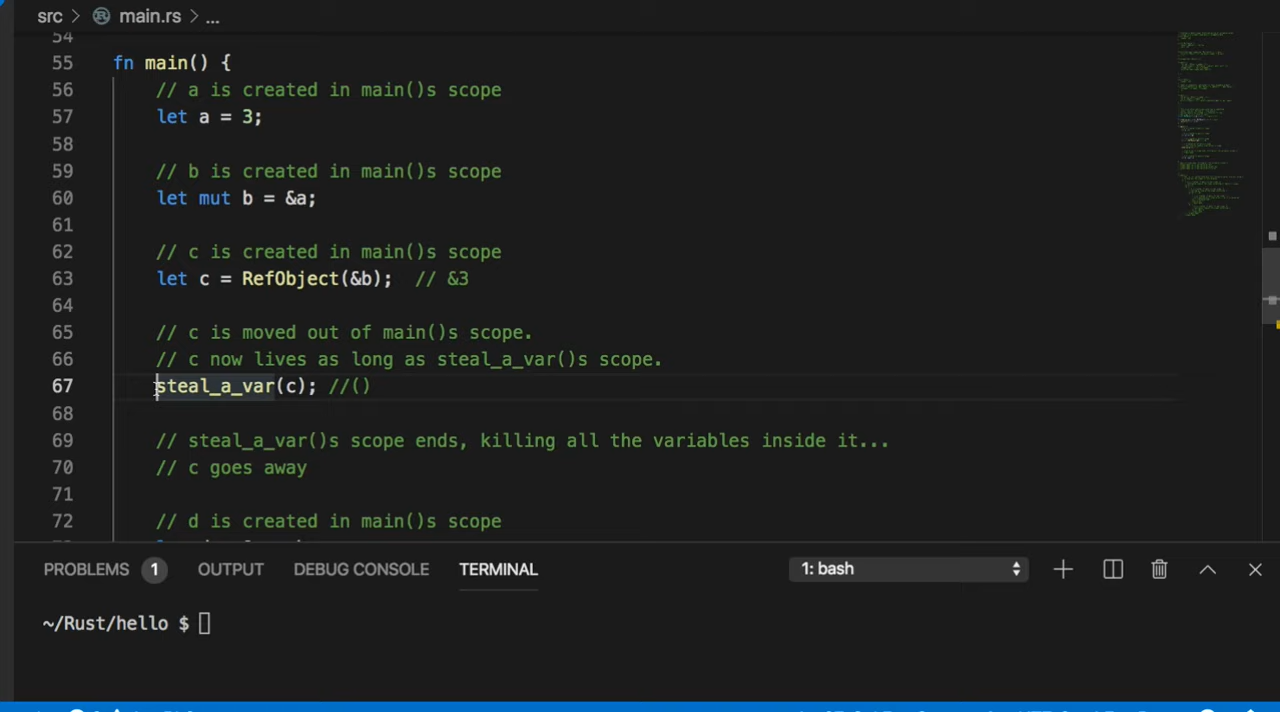 src > main.rs > ...
54
55 fn main() {
56 // a is created in main()s scope
57 let a = 3;
58
59 // b is created in main()s scope
60 let mut b = &a;
61
62 // c is created in main()s scope
63 let c = RefObject(&b); // &3
64
65 // c is moved out of main()s scope.
66 // c now lives as long as steal_a_var()s scope.
67 steal_a_var(c); //()
68
69 // steal_a_var()s scope ends, killing all the variables inside it...
70 // c goes away
71
72 // d is created in main()s scope
PROBLEMS 1 OUTPUT DEBUG CONSOLE TERMINAL 1: bash
~/Rust/hello $